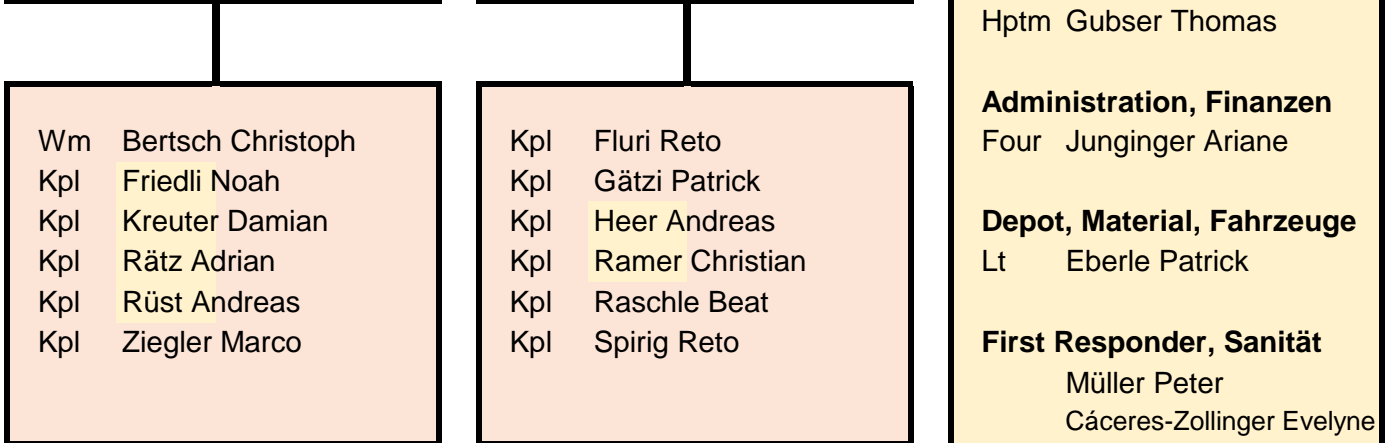 Wm Bertsch Christoph
Kpl Friedli Noah
Kpl Kreuter Damian
Kpl Rätz Adrian
Kpl Rüst Andreas
Kpl Ziegler Marco
Kpl Fluri Reto
Kpl Gätzi Patrick
Kpl Heer Andreas
Kpl Ramer Christian
Kpl Raschle Beat
Kpl Spirig Reto
Hptm Gubser Thomas
Administration, Finanzen
Four Junginger Ariane
Depot, Material, Fahrzeuge
Lt Eberle Patrick
First Responder, Sanität
Müller Peter
Cáceres-Zollinger Evelyne